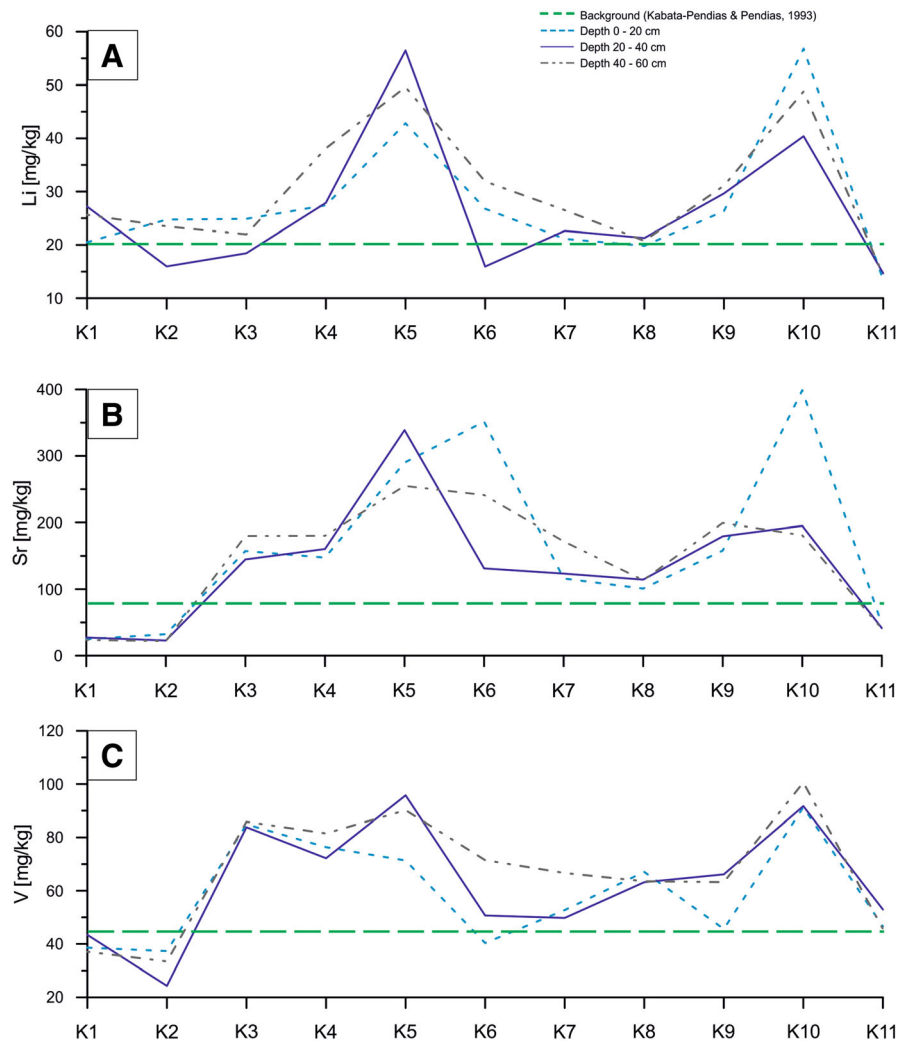 A
Background (Kabata-Pendias & Pendias, 1993)
Depth 0 - 20 cm
Depth 20 - 40 cm
Depth 40 - 60 cm
60
50
40
30
20
10
Li [mg/kg]
K1 K2 K3 K4 K5 K6 K7 K8 K9 K10 K11
B
400
300
200
100
0
Sr [mg/kg]
K1 K2 K3 K4 K5 K6 K7 K8 K9 K10 K11
C
120
100
80
60
40
20
V [mg/kg]
K1 K2 K3 K4 K5 K6 K7 K8 K9 K10 K11